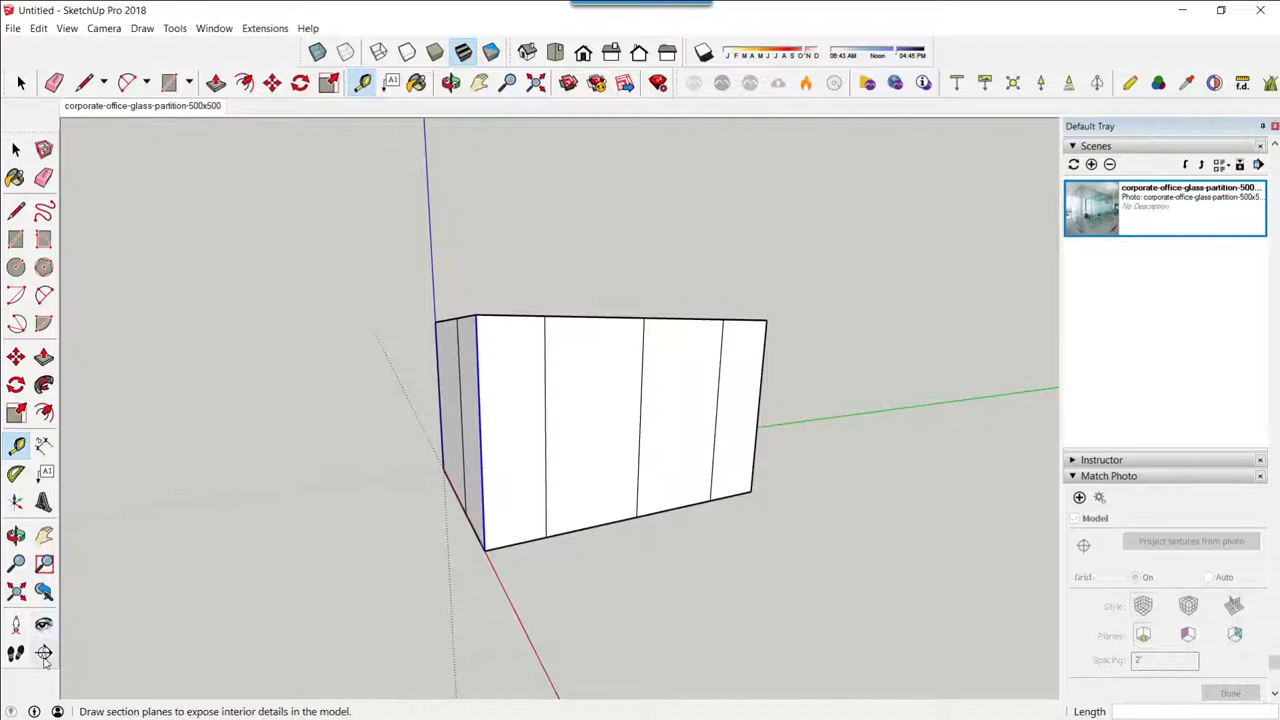 Untitled - SketchUp Pro 2018
File Edit View Camera Draw Tools Window Extensions Help
J F M A M J J A S O N D 06:43 AM Noon 04:45 PM
A1 f.d.
corporate-office-glass-partition-500x500
Default Tray
Scenes
corporate-office-glass-partition-500...
Photo: corporate-office-glass-partition-500x5...
No Description
A1
Instructor
Match Photo
Model
Project textures from photo
Grid: On Auto
Style:
Planes:
Spacing: 2'
Done
Draw section planes to expose interior details in the model.
Length